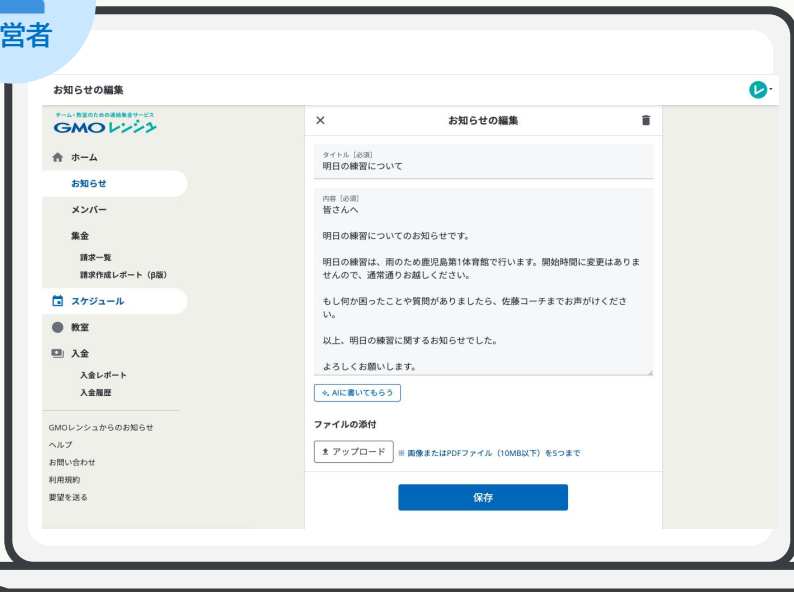 営者
お知らせの編集
チーム・教室のための連絡集金サービス
GMOレンシュ
ホーム
お知らせ
メンバー
集金
請求一覧
請求作成レポート（β版）
スケジュール
教室
入金
入金レポート
入金履歴
GMOレンシュからのお知らせ
ヘルプ
お問い合わせ
利用規約
要望を送る
お知らせの編集
タイトル [必須]
明日の練習について
内容 [必須]
皆さんへ
明日の練習についてのお知らせです。
明日の練習は、雨のため鹿児島第1体育館で行います。開始時間に変更はありま
せんので、通常通りお越しください。
もし何か困ったことや質問がありましたら、佐藤コーチまでお声がけくださ
い。
以上、明日の練習に関するお知らせでした。
よろしくお願いします。
AIに書いてもらう
ファイルの添付
アップロード ※ 画像またはPDFファイル（10MB以下）を5つまで
保存